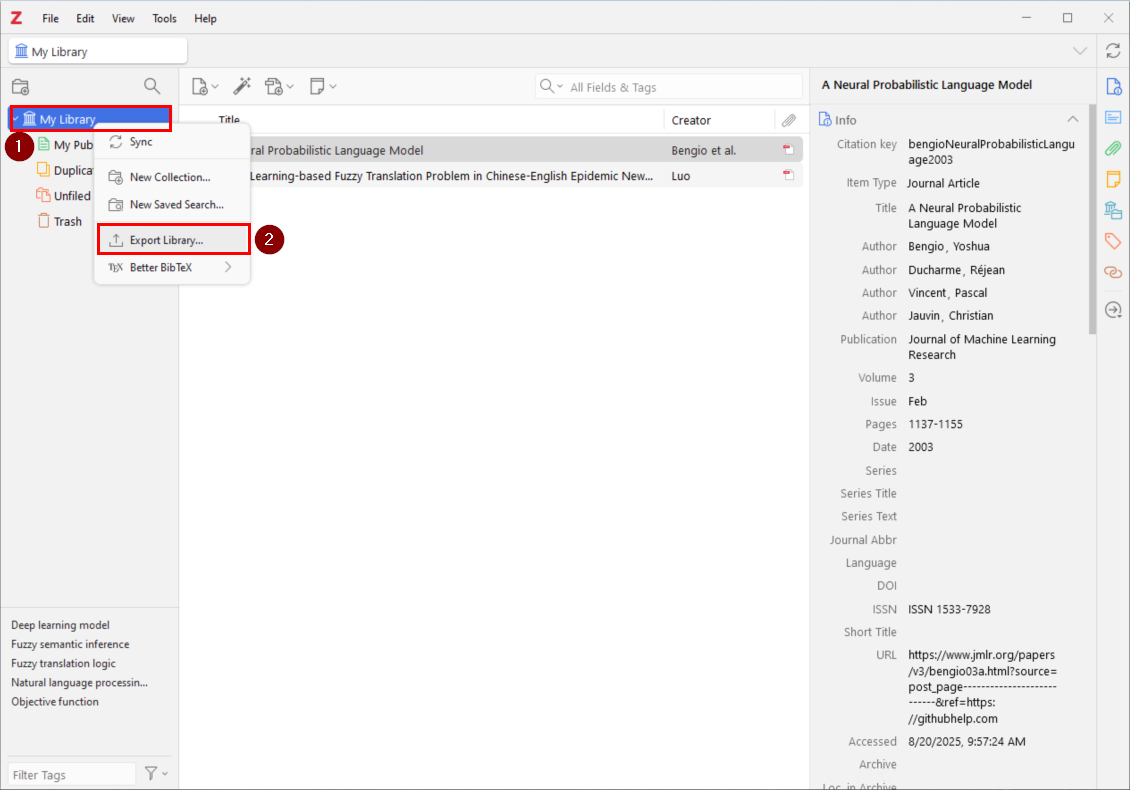 Z File Edit View Tools Help
My Library
All Fields & Tags
A Neural Probabilistic Language Model
My Library
1
My Pub
Duplica
Unfiled
Trash
Sync
New Collection...
New Saved Search...
Export Library...
2
Better BibTeX
Title Creator
ral Probabilistic Language Model Bengio et al.
Learning-based Fuzzy Translation Problem in Chinese-English Epidemic New... Luo
Info
Citation key bengioNeuralProbabilisticLangu
age2003
Item Type Journal Article
Title A Neural Probabilistic
Language Model
Author Bengio, Yoshua
Author Ducharme, Réjean
Author Vincent, Pascal
Author Jauvin, Christian
Publication Journal of Machine Learning
Research
Volume 3
Issue Feb
Pages 1137-1155
Date 2003
Series
Series Title
Series Text
Journal Abbr
Language
DOI
ISSN ISSN 1533-7928
Short Title
URL https://www.jmlr.org/papers
/v3/bengio03a.html?source=
post_page--------------------------
------&ref=https:
//githubhelp.com
Accessed 8/20/2025, 9:57:24 AM
Archive
Loc. in Archive
Deep learning model
Fuzzy semantic inference
Fuzzy translation logic
Natural language processin...
Objective function
Filter Tags